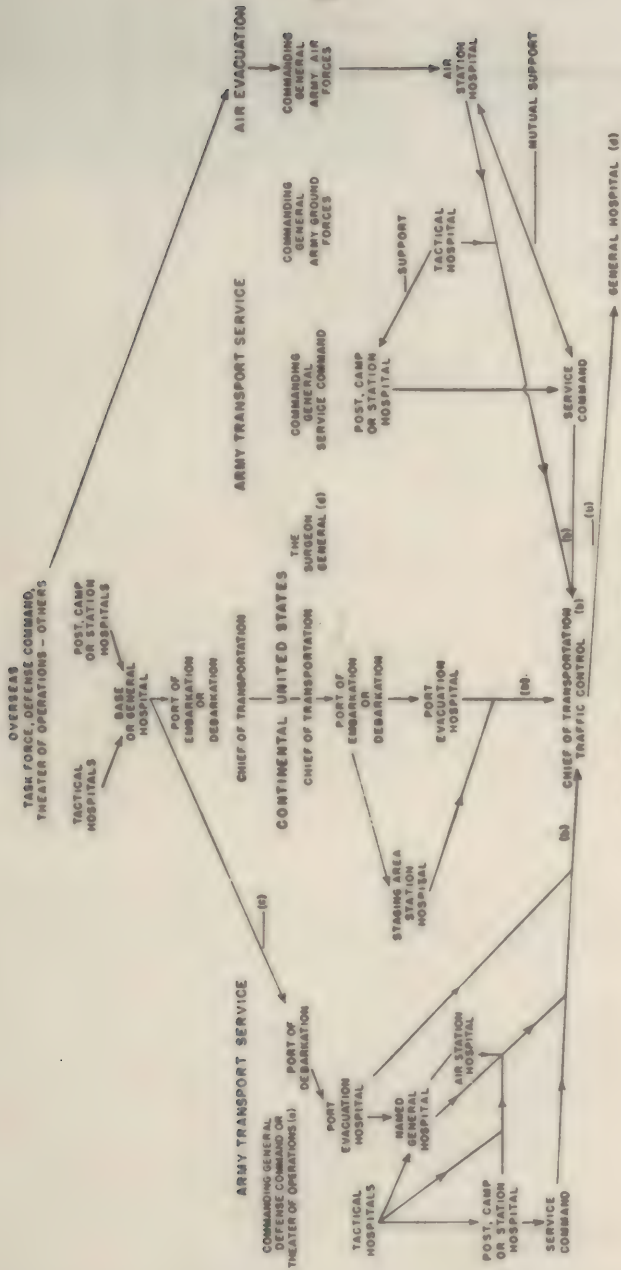 OVERSEAS
TASK FORCE, DEFENSE COMMAND,
THEATER OF OPERATIONS - OTHERS
TACTICAL
HOSPITALS
POST, CAMP
OR STATION
HOSPITALS
BASE
OR GENERAL
HOSPITAL
PORT OF
EMBARKATION
OR
DEBARKATION
CHIEF OF TRANSPORTATION
ARMY TRANSPORT SERVICE
ARMY TRANSPORT SERVICE
AIR EVACUATION
(c)
CONTINENTAL UNITED STATES
COMMANDING GENERAL
DEFENSE COMMAND OR
THEATER OF OPERATIONS (a)
PORT OF
DEBARKATION
CHIEF OF TRANSPORTATION
THE
SURGEON
GENERAL (d)
COMMANDING
GENERAL
SERVICE COMMAND
COMMANDING
GENERAL
ARMY GROUND
FORCES
COMMANDING
GENERAL
ARMY AIR
FORCES
PORT OF
EMBARKATION
OR
DEBARKATION
PORT
EVACUATION
HOSPITAL
TACTICAL
HOSPITALS
PORT
EVACUATION
HOSPITAL
NAMED
GENERAL
HOSPITAL
AIR STATION
HOSPITAL
STAGING AREA
STATION
HOSPITAL
POST, CAMP
OR STATION
HOSPITAL
SUPPORT
TACTICAL
HOSPITAL
AIR
STATION
HOSPITAL
POST, CAMP
OR STATION
HOSPITAL
SERVICE
COMMAND
SERVICE
COMMAND
MUTUAL SUPPORT
(b)
(b)
CHIEF OF TRANSPORTATION (b)
TRAFFIC CONTROL
(b)
GENERAL HOSPITAL (d)